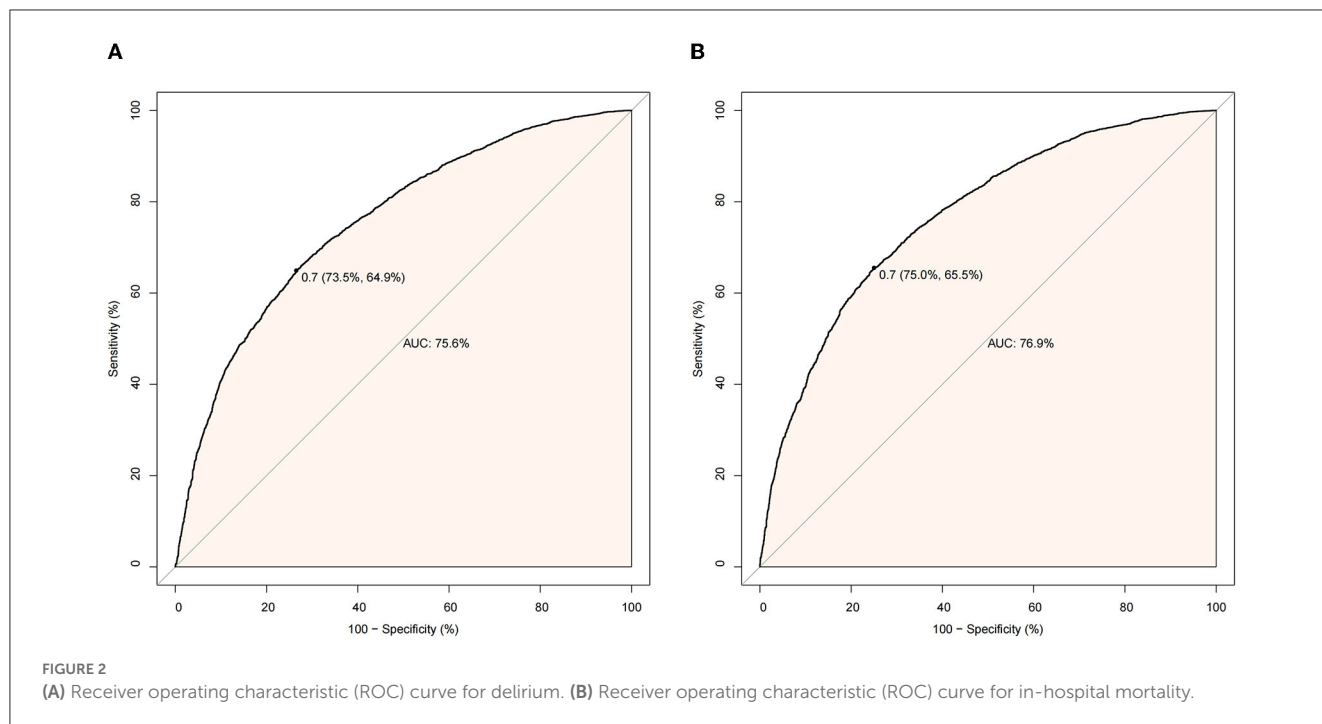 A
100
80
60
40
20
0
Sensitivity (%)
0.7 (73.5%, 64.9%)
AUC: 75.6%
0 20 40 60 80 100
100 − Specificity (%)
B
100
80
60
40
20
0
Sensitivity (%)
0.7 (75.0%, 65.5%)
AUC: 76.9%
0 20 40 60 80 100
100 − Specificity (%)
FIGURE 2
(A) Receiver operating characteristic (ROC) curve for delirium. (B) Receiver operating characteristic (ROC) curve for in-hospital mortality.